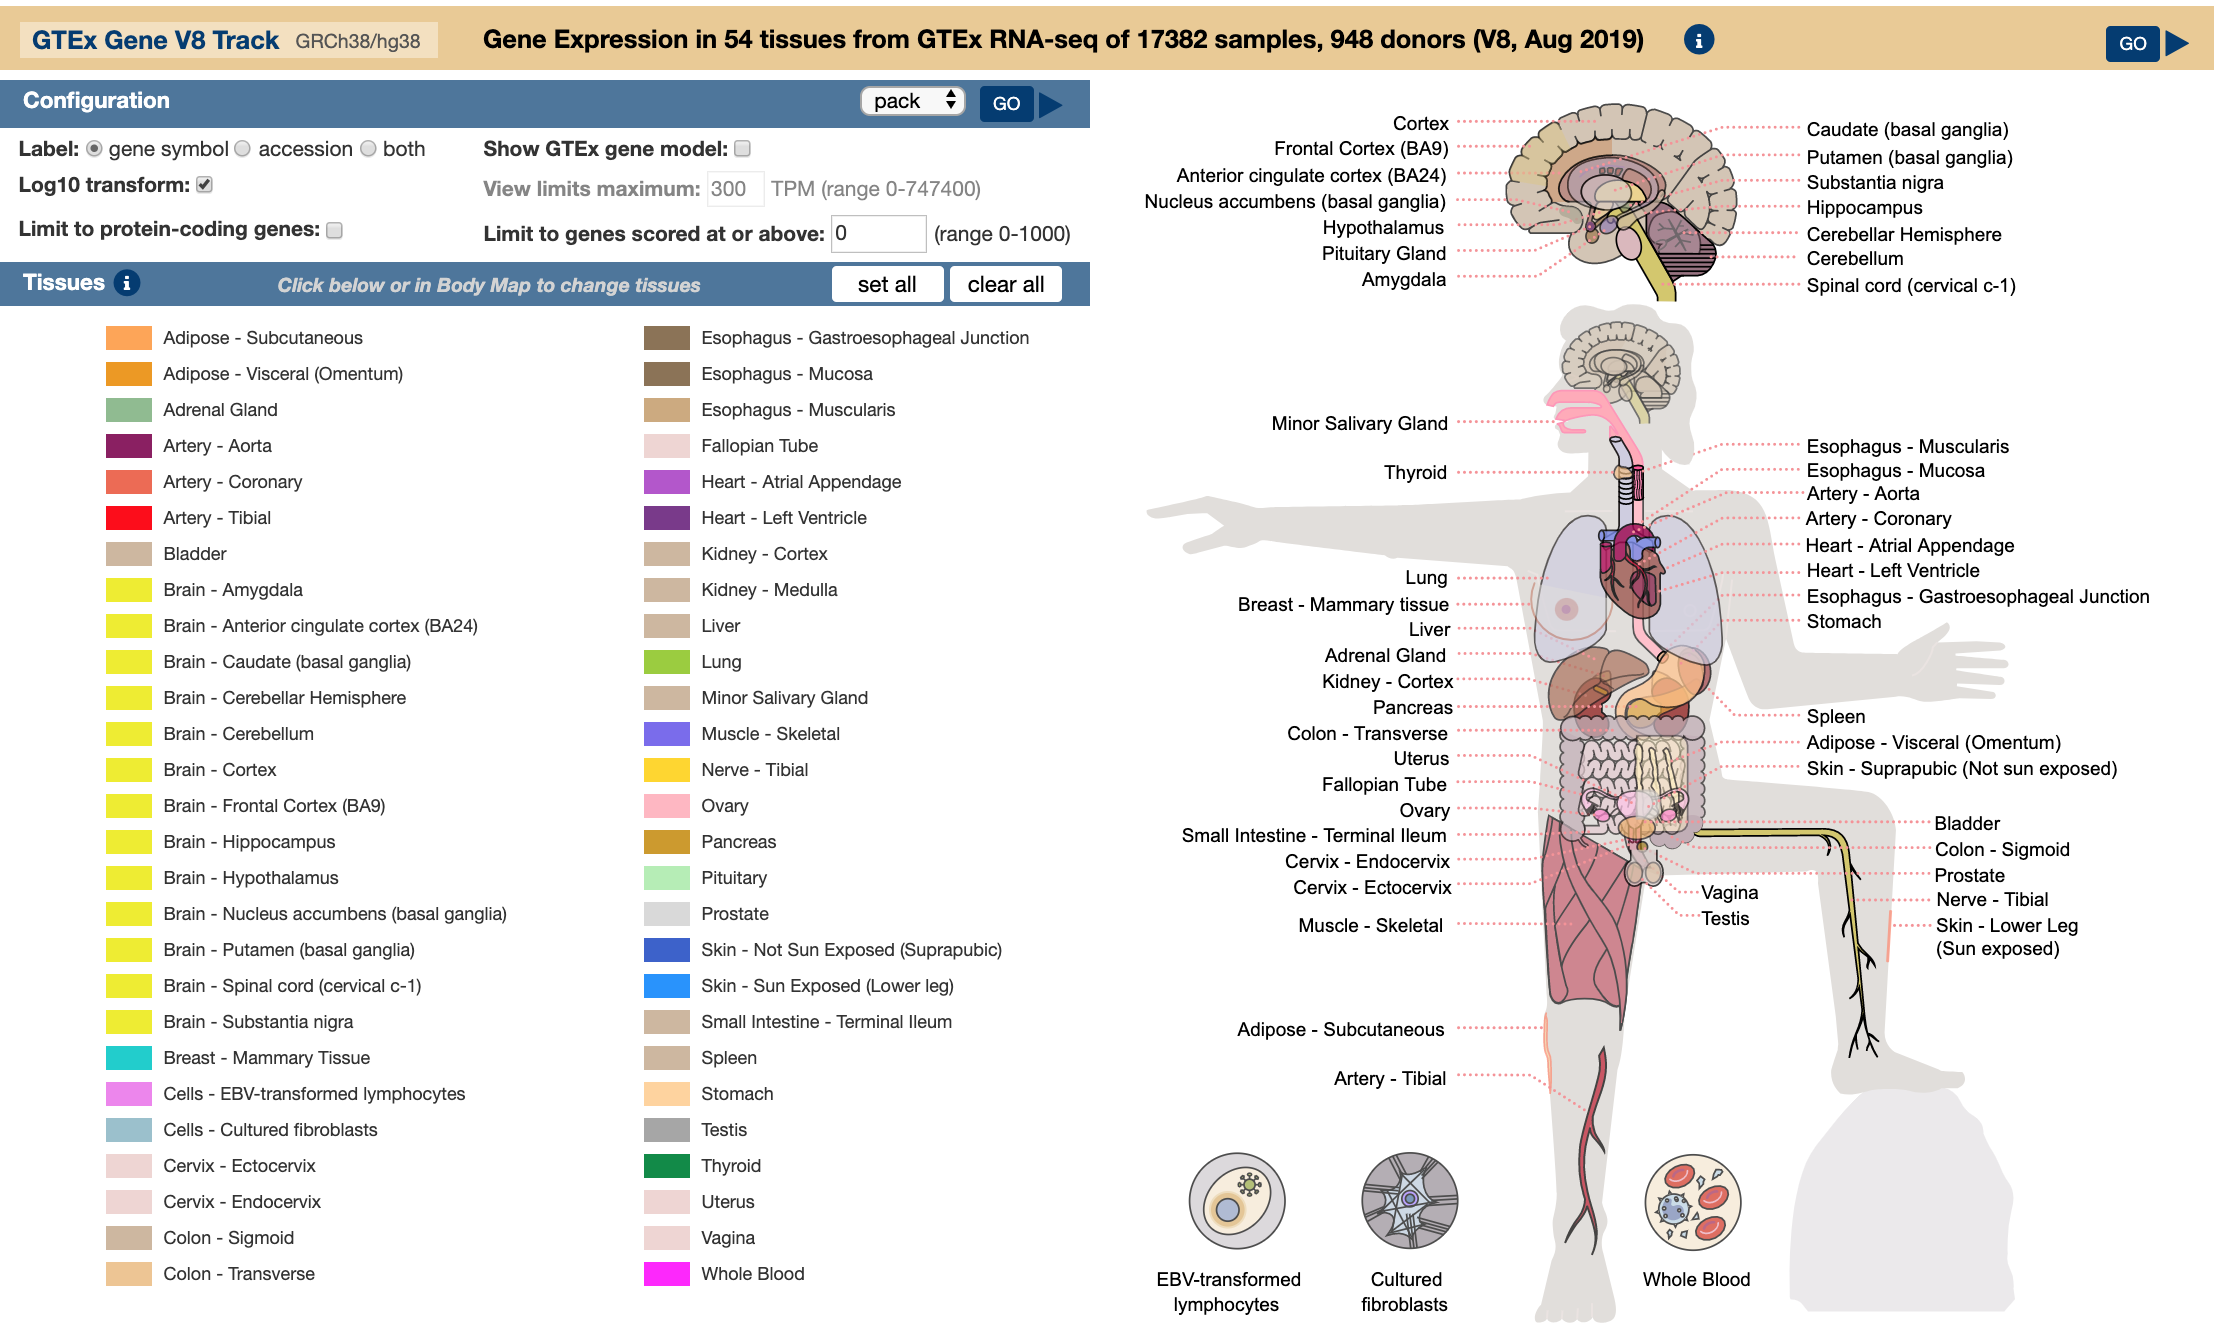 GTEx Gene V8 Track GRCh38/hg38 Gene Expression in 54 tissues from GTEx RNA-seq of 17382 samples, 948 donors (V8, Aug 2019) i GO
Configuration pack GO
Label: gene symbol accession both Show GTEx gene model:
Log10 transform: View limits maximum: 300 TPM (range 0-747400)
Limit to protein-coding genes: Limit to genes scored at or above: 0 (range 0-1000)
Tissues i Click below or in Body Map to change tissues set all clear all
Adipose - Subcutaneous
Adipose - Visceral (Omentum)
Adrenal Gland
Artery - Aorta
Artery - Coronary
Artery - Tibial
Bladder
Brain - Amygdala
Brain - Anterior cingulate cortex (BA24)
Brain - Caudate (basal ganglia)
Brain - Cerebellar Hemisphere
Brain - Cerebellum
Brain - Cortex
Brain - Frontal Cortex (BA9)
Brain - Hippocampus
Brain - Hypothalamus
Brain - Nucleus accumbens (basal ganglia)
Brain - Putamen (basal ganglia)
Brain - Spinal cord (cervical c-1)
Brain - Substantia nigra
Breast - Mammary Tissue
Cells - EBV-transformed lymphocytes
Cells - Cultured fibroblasts
Cervix - Ectocervix
Cervix - Endocervix
Colon - Sigmoid
Colon - Transverse
Esophagus - Gastroesophageal Junction
Esophagus - Mucosa
Esophagus - Muscularis
Fallopian Tube
Heart - Atrial Appendage
Heart - Left Ventricle
Kidney - Cortex
Kidney - Medulla
Liver
Lung
Minor Salivary Gland
Muscle - Skeletal
Nerve - Tibial
Ovary
Pancreas
Pituitary
Prostate
Skin - Not Sun Exposed (Suprapubic)
Skin - Sun Exposed (Lower leg)
Small Intestine - Terminal Ileum
Spleen
Stomach
Testis
Thyroid
Uterus
Vagina
Whole Blood
Cortex
Frontal Cortex (BA9)
Anterior cingulate cortex (BA24)
Nucleus accumbens (basal ganglia)
Hypothalamus
Pituitary Gland
Amygdala
Caudate (basal ganglia)
Putamen (basal ganglia)
Substantia nigra
Hippocampus
Cerebellar Hemisphere
Cerebellum
Spinal cord (cervical c-1)
Minor Salivary Gland
Thyroid
Lung
Breast - Mammary tissue
Liver
Adrenal Gland
Kidney - Cortex
Pancreas
Colon - Transverse
Uterus
Fallopian Tube
Ovary
Small Intestine - Terminal Ileum
Cervix - Endocervix
Cervix - Ectocervix
Muscle - Skeletal
Adipose - Subcutaneous
Artery - Tibial
Esophagus - Muscularis
Esophagus - Mucosa
Artery - Aorta
Artery - Coronary
Heart - Atrial Appendage
Heart - Left Ventricle
Esophagus - Gastroesophageal Junction
Stomach
Spleen
Adipose - Visceral (Omentum)
Skin - Suprapubic (Not sun exposed)
Bladder
Colon - Sigmoid
Prostate
Nerve - Tibial
Skin - Lower Leg
(Sun exposed)
Vagina
Testis
EBV-transformed
lymphocytes
Cultured
fibroblasts
Whole Blood